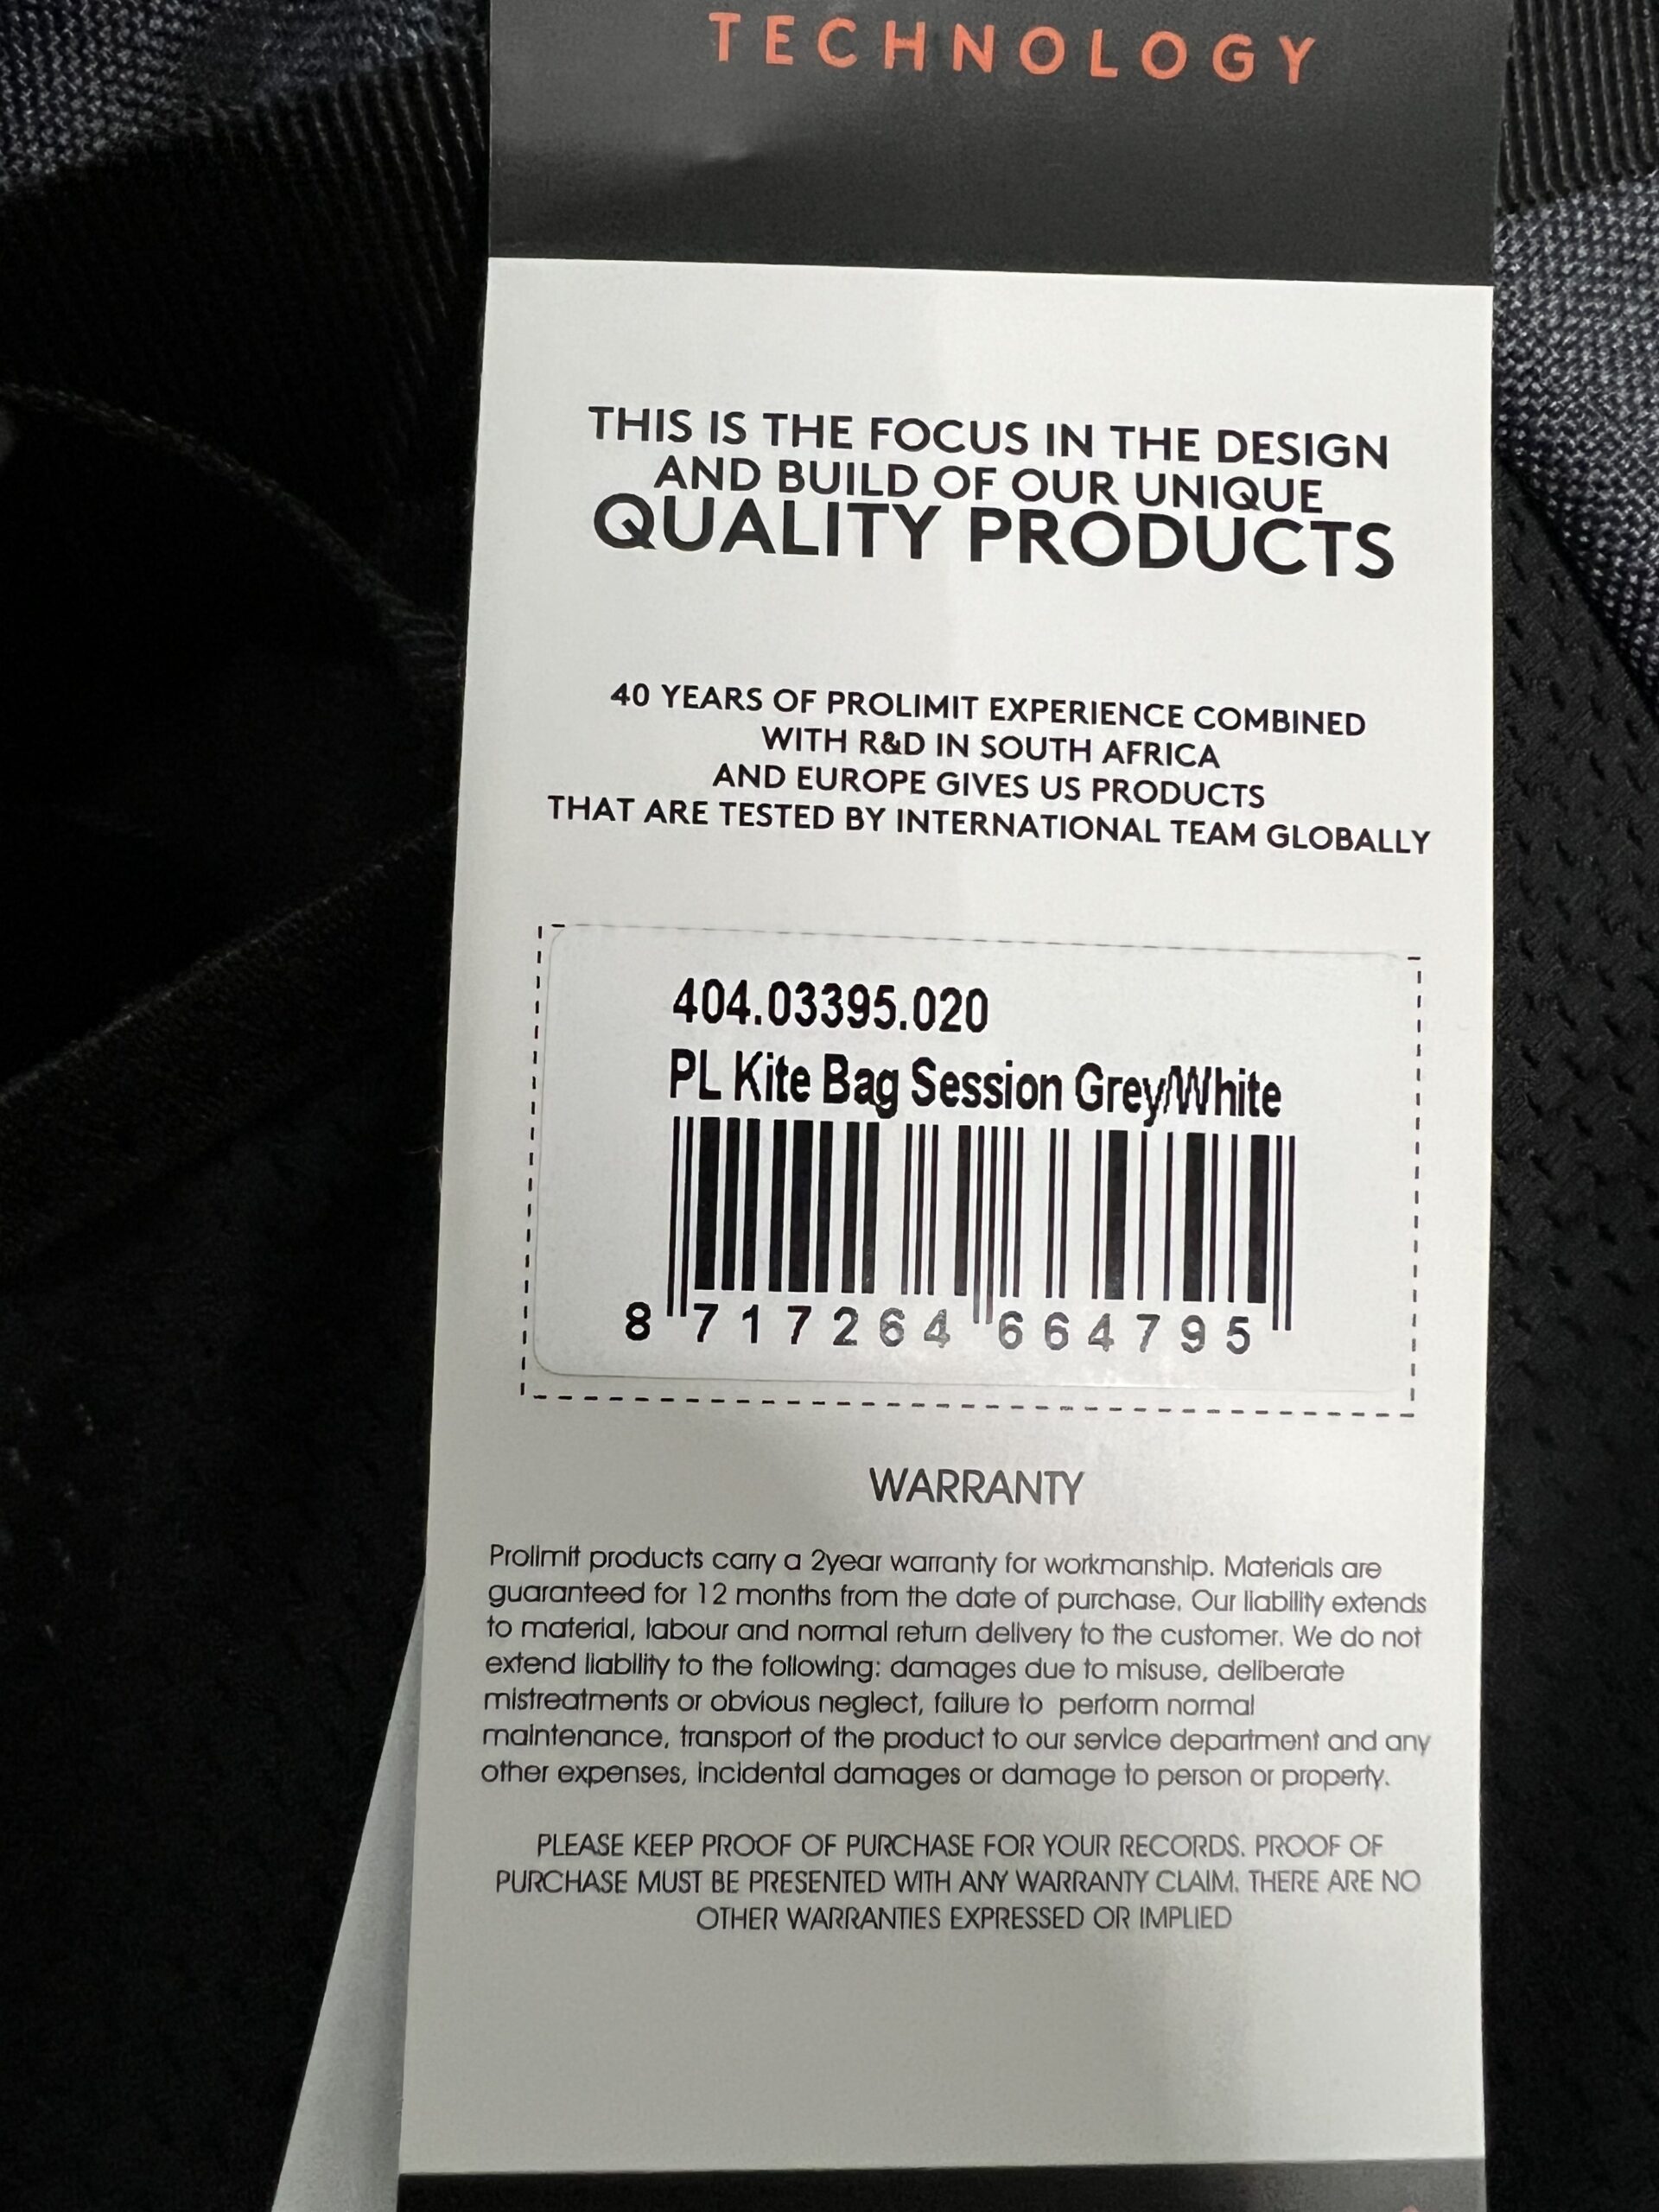 TECHNOLOGY
THIS IS THE FOCUS IN THE DESIGN
AND BUILD OF OUR UNIQUE
QUALITY PRODUCTS
40 YEARS OF PROLIMIT EXPERIENCE COMBINED
WITH R&D IN SOUTH AFRICA
AND EUROPE GIVES US PRODUCTS
THAT ARE TESTED BY INTERNATIONAL TEAM GLOBALLY
404.03395.020
PL Kite Bag Session Grey/White
8 717264 664795
WARRANTY
Prolimit products carry a 2year warranty for workmanship. Materials are
guaranteed for 12 months from the date of purchase. Our liability extends
to material, labour and normal return delivery to the customer. We do not
extend liability to the following: damages due to misuse, deliberate
mistreatments or obvious neglect, failure to perform normal
maintenance, transport of the product to our service department and any
other expenses, incidental damages or damage to person or property.
PLEASE KEEP PROOF OF PURCHASE FOR YOUR RECORDS. PROOF OF
PURCHASE MUST BE PRESENTED WITH ANY WARRANTY CLAIM. THERE ARE NO
OTHER WARRANTIES EXPRESSED OR IMPLIED